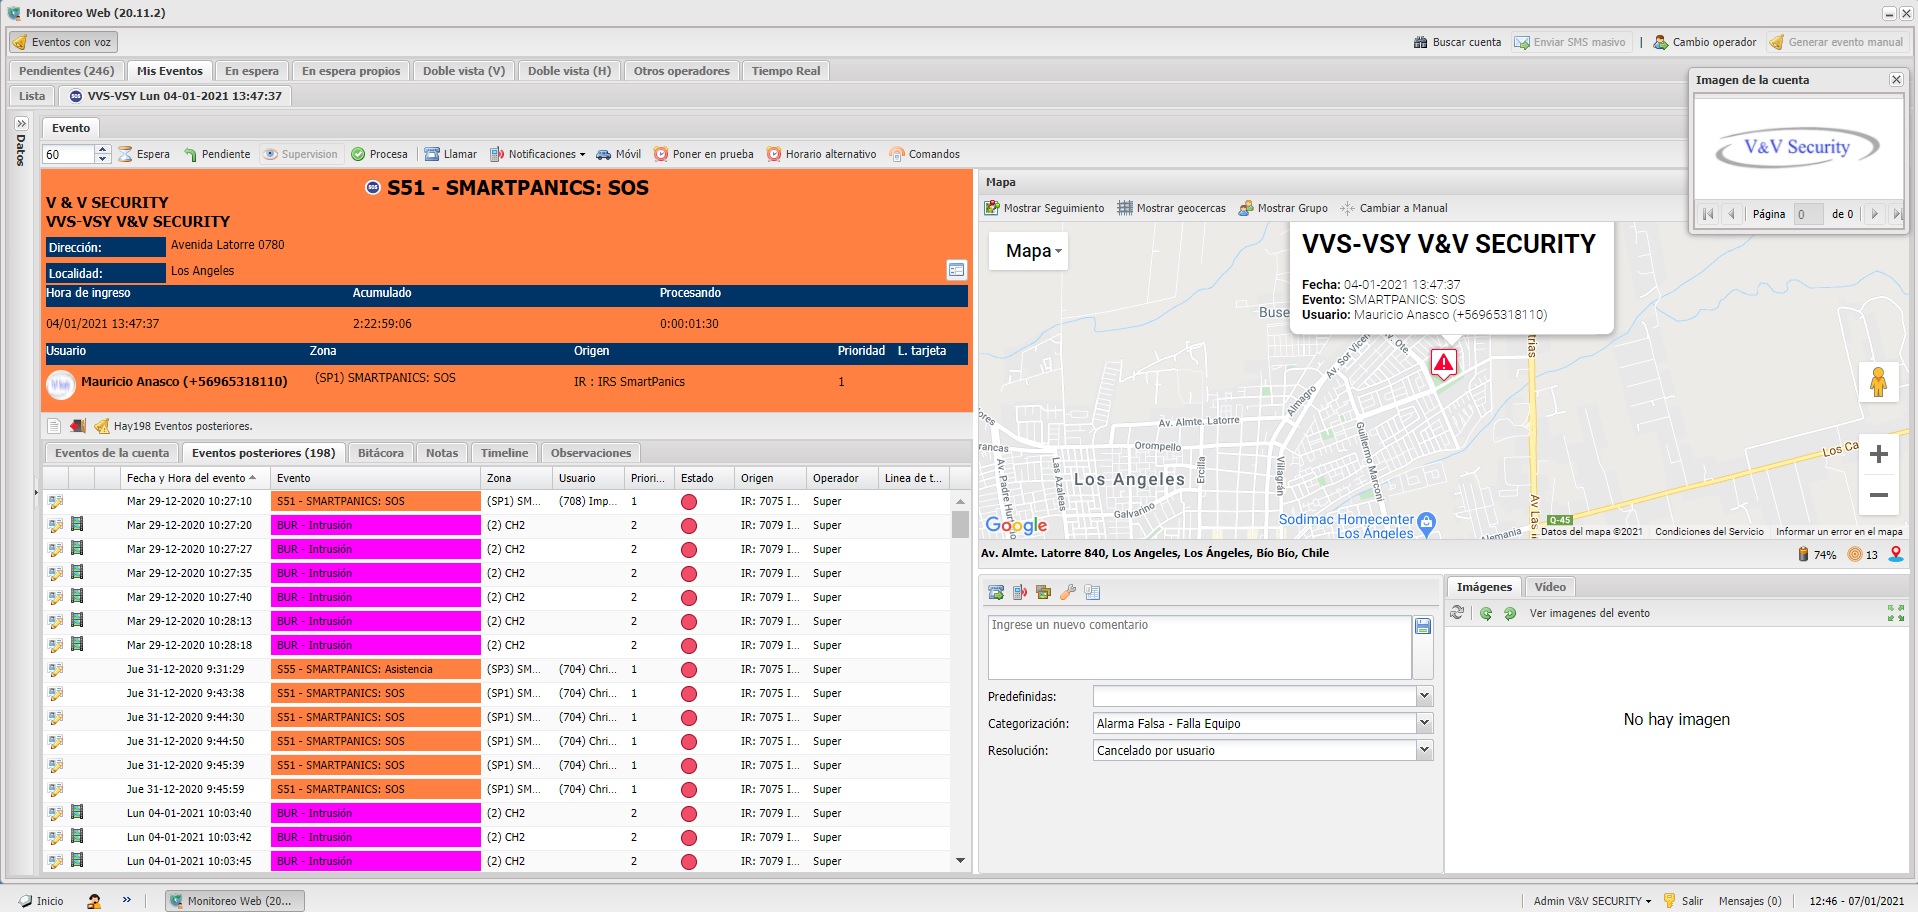 Monitoreo Web (20.11.2)
Eventos con voz
Buscar cuenta
Enviar SMS masivo
Cambio operador
Generar evento manual
Pendientes (246)
Mis Eventos
En espera
En espera propios
Doble vista (V)
Doble vista (H)
Otros operadores
Tiempo Real
Lista
VVS-VSY Lun 04-01-2021 13:47:37
Imagen de la cuenta
V&V Security
Página 0 de 0
Datos
Evento
60
Espera
Pendiente
Supervision
Procesa
Llamar
Notificaciones
Móvil
Poner en prueba
Horario alternativo
Comandos
S51 - SMARTPANICS: SOS
V & V SECURITY
VVS-VSY V&V SECURITY
Dirección: Avenida Latorre 0780
Localidad: Los Angeles
Hora de ingreso Acumulado Procesando
04/01/2021 13:47:37 2:22:59:06 0:00:01:30
Usuario Zona Origen Prioridad L. tarjeta
Mauricio Anasco (+56965318110) (SP1) SMARTPANICS: SOS IR : IRS SmartPanics 1
Hay198 Eventos posteriores.
Eventos de la cuenta
Eventos posteriores (198)
Bitácora
Notas
Timeline
Observaciones
Fecha y Hora del evento Evento Zona Usuario Priori... Estado Origen Operador Linea de t...
Mar 29-12-2020 10:27:10 S51 - SMARTPANICS: SOS (SP1) SM... (708) Imp... 1 IR: 7075 I... Super
Mar 29-12-2020 10:27:20 BUR - Intrusión (2) CH2 2 IR: 7079 I... Super
Mar 29-12-2020 10:27:27 BUR - Intrusión (2) CH2 2 IR: 7079 I... Super
Mar 29-12-2020 10:27:35 BUR - Intrusión (2) CH2 2 IR: 7079 I... Super
Mar 29-12-2020 10:27:40 BUR - Intrusión (2) CH2 2 IR: 7079 I... Super
Mar 29-12-2020 10:28:13 BUR - Intrusión (2) CH2 2 IR: 7079 I... Super
Mar 29-12-2020 10:28:18 BUR - Intrusión (2) CH2 2 IR: 7079 I... Super
Jue 31-12-2020 9:31:29 S55 - SMARTPANICS: Asistencia (SP3) SM... (704) Chri... 1 IR: 7075 I... Super
Jue 31-12-2020 9:43:38 S51 - SMARTPANICS: SOS (SP1) SM... (704) Chri... 1 IR: 7075 I... Super
Jue 31-12-2020 9:44:30 S51 - SMARTPANICS: SOS (SP1) SM... (704) Chri... 1 IR: 7075 I... Super
Jue 31-12-2020 9:44:50 S51 - SMARTPANICS: SOS (SP1) SM... (704) Chri... 1 IR: 7075 I... Super
Jue 31-12-2020 9:45:39 S51 - SMARTPANICS: SOS (SP1) SM... (704) Chri... 1 IR: 7075 I... Super
Jue 31-12-2020 9:45:59 S51 - SMARTPANICS: SOS (SP1) SM... (704) Chri... 1 IR: 7075 I... Super
Lun 04-01-2021 10:03:40 BUR - Intrusión (2) CH2 2 IR: 7079 I... Super
Lun 04-01-2021 10:03:42 BUR - Intrusión (2) CH2 2 IR: 7079 I... Super
Lun 04-01-2021 10:03:45 BUR - Intrusión (2) CH2 2 IR: 7079 I... Super
Mapa
Mostrar Seguimiento
Mostrar geocercas
Mostrar Grupo
Cambiar a Manual
Mapa
VVS-VSY V&V SECURITY
Fecha: 04-01-2021 13:47:37
Evento: SMARTPANICS: SOS
Usuario: Mauricio Anasco (+56965318110)
Buse
Av. Sor Vicen
Av. Ote.
Almagro
Av. Almte. Latorre
Orompello
Los Angeles
Galvarino
Av. Padre Hurt
Las Azaleas
Ercilla
Villagrán
Guillermo Marconi
Alemania
Av Las
Los Ca
Q-45
Sodimac Homecenter
Los Ángeles
Google
Datos del mapa ©2021
Condiciones del Servicio
Informar un error en el mapa
Av. Almte. Latorre 840, Los Angeles, Los Ángeles, Bío Bío, Chile
74%
13
Ingrese un nuevo comentario
Predefinidas:
Categorización: Alarma Falsa - Falla Equipo
Resolución: Cancelado por usuario
Imágenes
Vídeo
Ver imagenes del evento
No hay imagen
Inicio
Monitoreo Web (20...
Admin V&V SECURITY
Salir
Mensajes (0)
12:46 - 07/01/2021